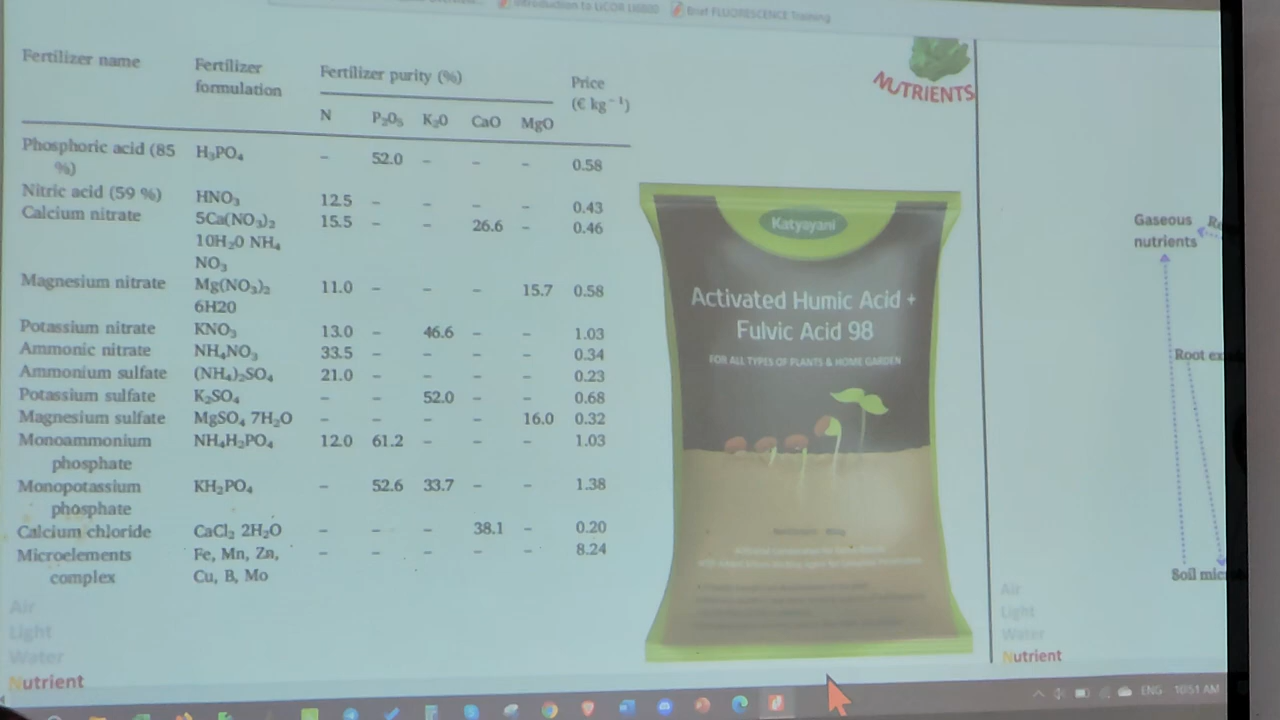 Introduction to LICOR LI6800 Brief FLUORESCENCE Training
Fertilizer name Fertilizer formulation Fertilizer purity (%) Price (€ kg⁻¹)
N P₂O₅ K₂O CaO MgO
Phosphoric acid (85 %) H₃PO₄ – 52.0 – – – 0.58
Nitric acid (59 %) HNO₃ 12.5 – – – – 0.43
Calcium nitrate 5Ca(NO₃)₂ 10H₂0 NH₄ NO₃ 15.5 – – 26.6 – 0.46
Magnesium nitrate Mg(NO₃)₂ 6H20 11.0 – – – 15.7 0.58
Potassium nitrate KNO₃ 13.0 – 46.6 – – 1.03
Ammonic nitrate NH₄NO₃ 33.5 – – – – 0.34
Ammonium sulfate (NH₄)₂SO₄ 21.0 – – – – 0.23
Potassium sulfate K₂SO₄ – – 52.0 – – 0.68
Magnesium sulfate MgSO₄ 7H₂O – – – – 16.0 0.32
Monoammonium phosphate NH₄H₂PO₄ 12.0 61.2 – – – 1.03
Monopotassium phosphate KH₂PO₄ – 52.6 33.7 – – 1.38
Calcium chloride CaCl₂ 2H₂O – – – 38.1 – 0.20
Microelements complex Fe, Mn, Zn, Cu, B, Mo – – – – – 8.24
Air
Light
Water
Nutrient
NUTRIENTS
Katyayani
Activated Humic Acid +
Fulvic Acid 98
FOR ALL TYPES OF PLANTS & HOME GARDEN
Gaseous
nutrients
Root
Soil
Air
Light
Water
Nutrient
ENG 10:51 AM